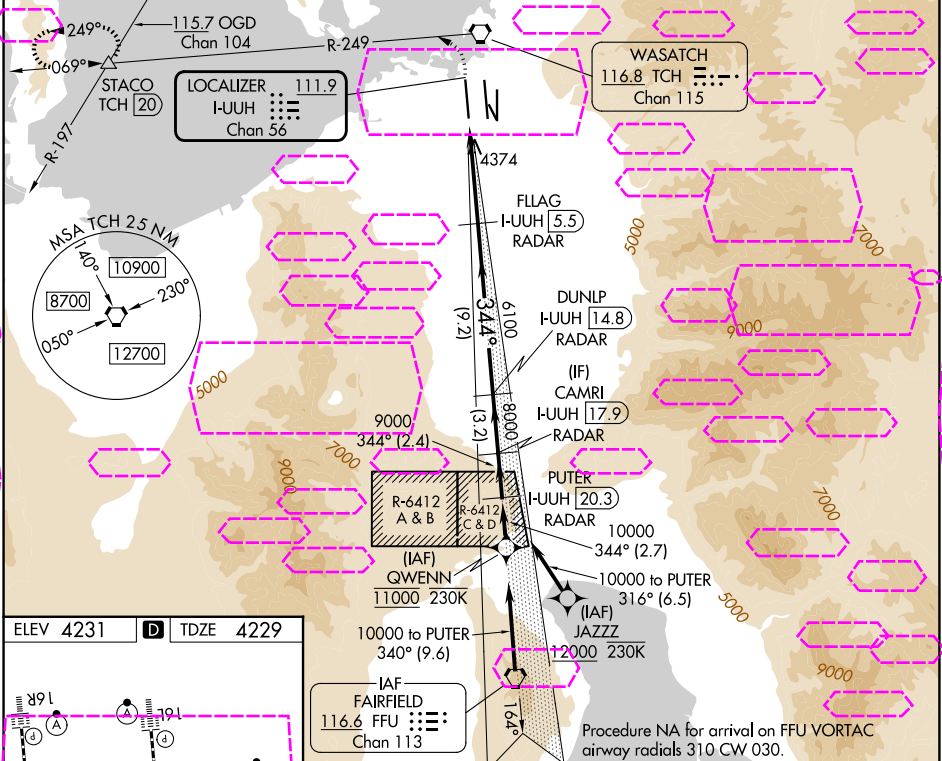 249°
115.7 OGD
Chan 104
R-249
069°
STACO
TCH 20
R-197
LOCALIZER 111.9
I-UUH
Chan 56
WASATCH
116.8 TCH
Chan 115
4374
FLLAG
I-UUH 5.5
RADAR
5000
7000
MSA TCH 25 NM
140°
10900
8700
230°
050°
12700
344°
(9.2)
6100
DUNLP
I-UUH 14.8
RADAR
9000
(IF)
CAMRI
I-UUH 17.9
RADAR
5000
(3.2)
8000
9000
344° (2.4)
7000
9000
R-6412
A & B
R-6412
C & D
PUTER
I-UUH 20.3
RADAR
7000
10000
344° (2.7)
(IAF)
QWENN
11000 230K
10000 to PUTER
316° (6.5)
5000
(IAF)
JAZZZ
12000 230K
ELEV 4231
D
TDZE 4229
10000 to PUTER
340° (9.6)
9000
IAF
FAIRFIELD
116.6 FFU
Chan 113
164°
16R
A
A
16L
P
P
Procedure NA for arrival on FFU VORTAC
airway radials 310 CW 030.